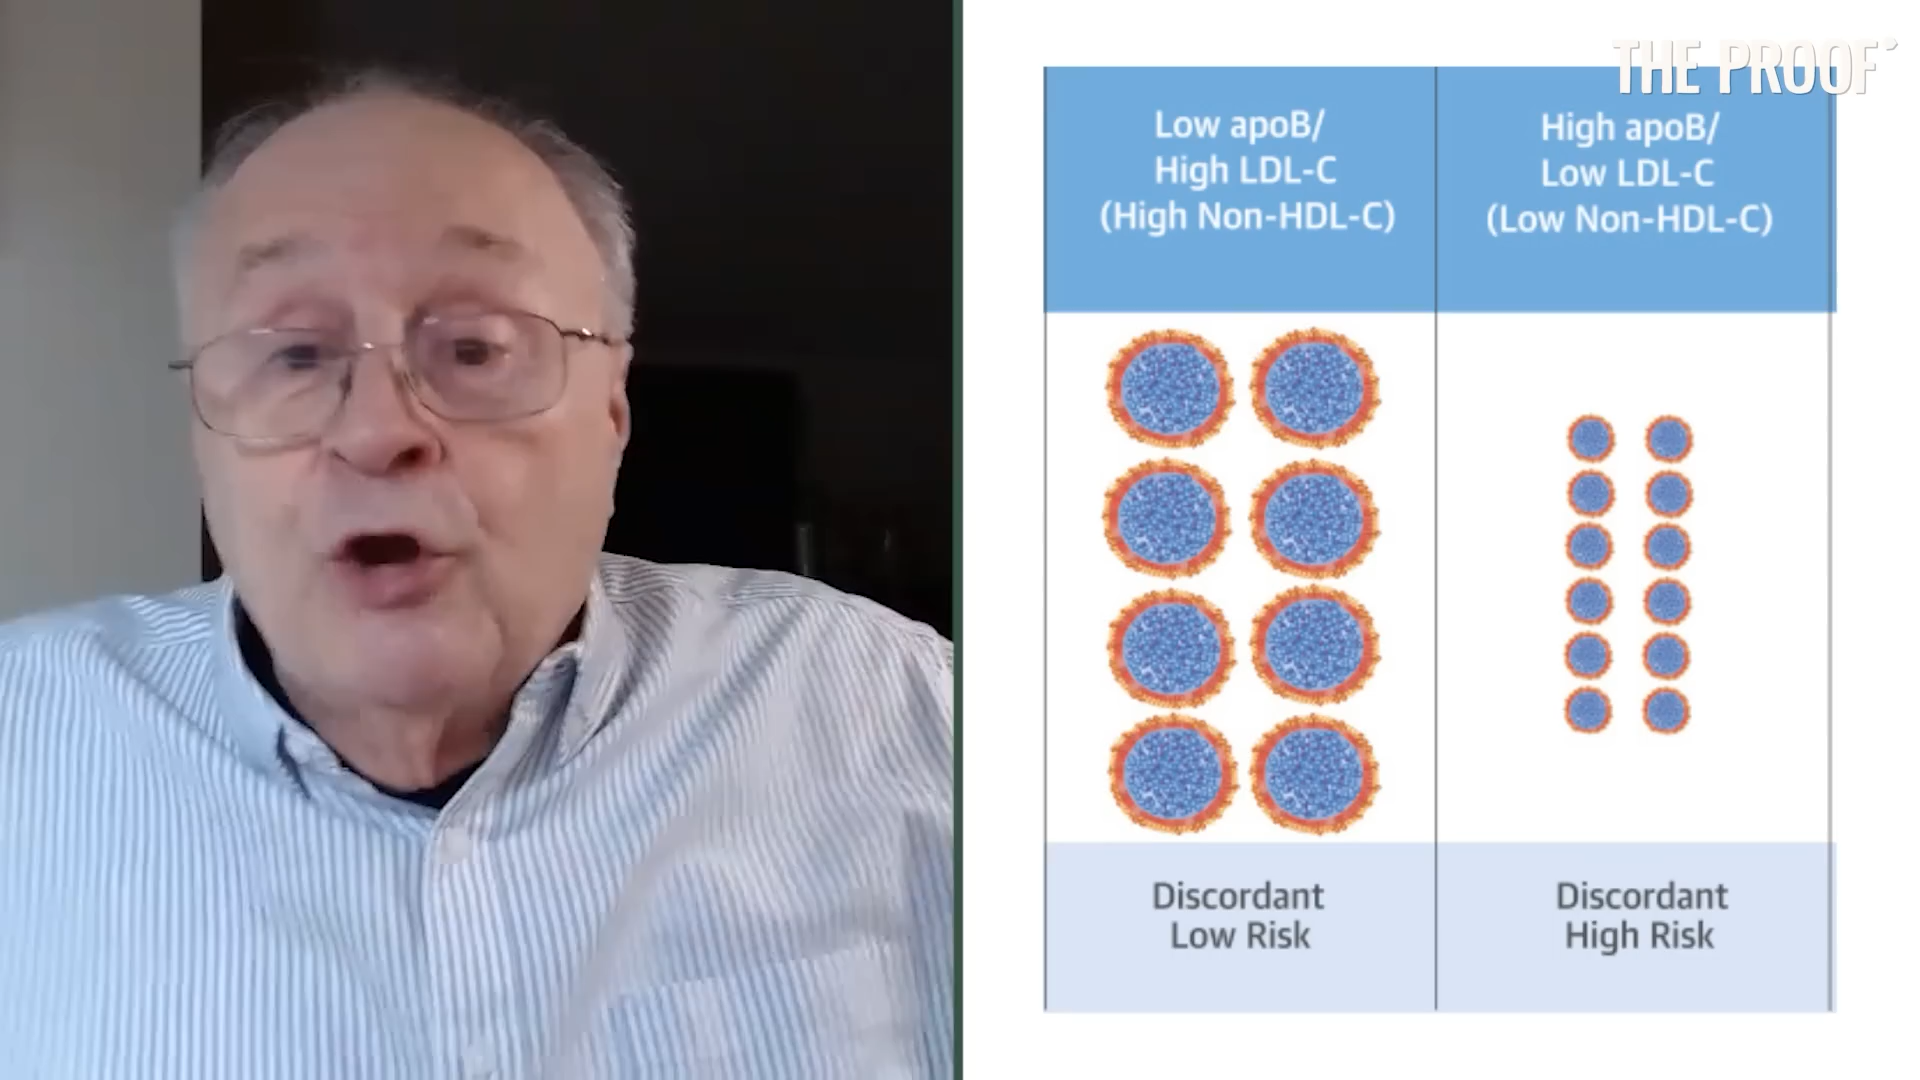 THE PROOF
Low apoB/
High LDL-C
(High Non-HDL-C)
High apoB/
Low LDL-C
(Low Non-HDL-C)
Discordant
Low Risk
Discordant
High Risk